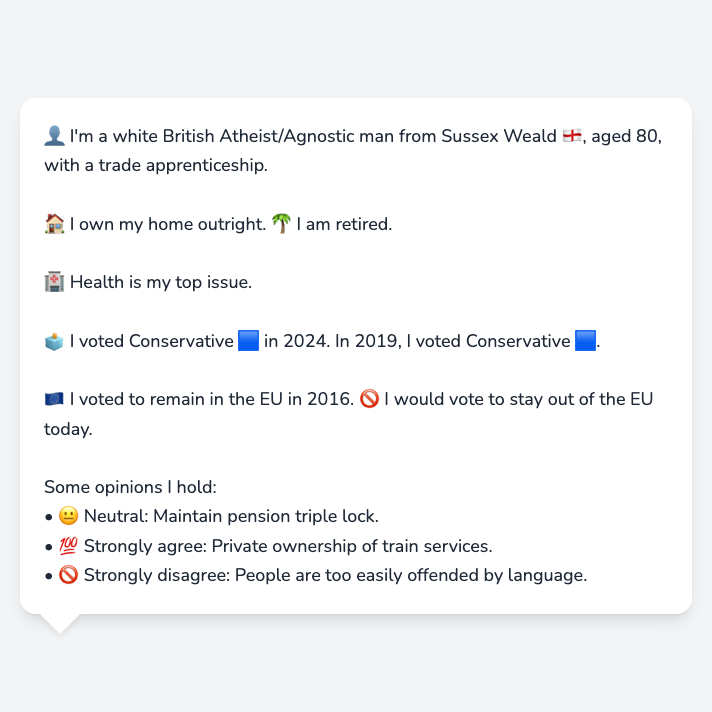 👤 I'm a white British Atheist/Agnostic man from Sussex Weald 🏴󠁧󠁢󠁥󠁮󠁧󠁿, aged 80,
with a trade apprenticeship.
🏠 I own my home outright. 🌴 I am retired.
🏥 Health is my top issue.
🗳️ I voted Conservative 🟦 in 2024. In 2019, I voted Conservative 🟦.
🇪🇺 I voted to remain in the EU in 2016. 🚫 I would vote to stay out of the EU
today.
Some opinions I hold:
• 😐 Neutral: Maintain pension triple lock.
• 💯 Strongly agree: Private ownership of train services.
• 🚫 Strongly disagree: People are too easily offended by language.